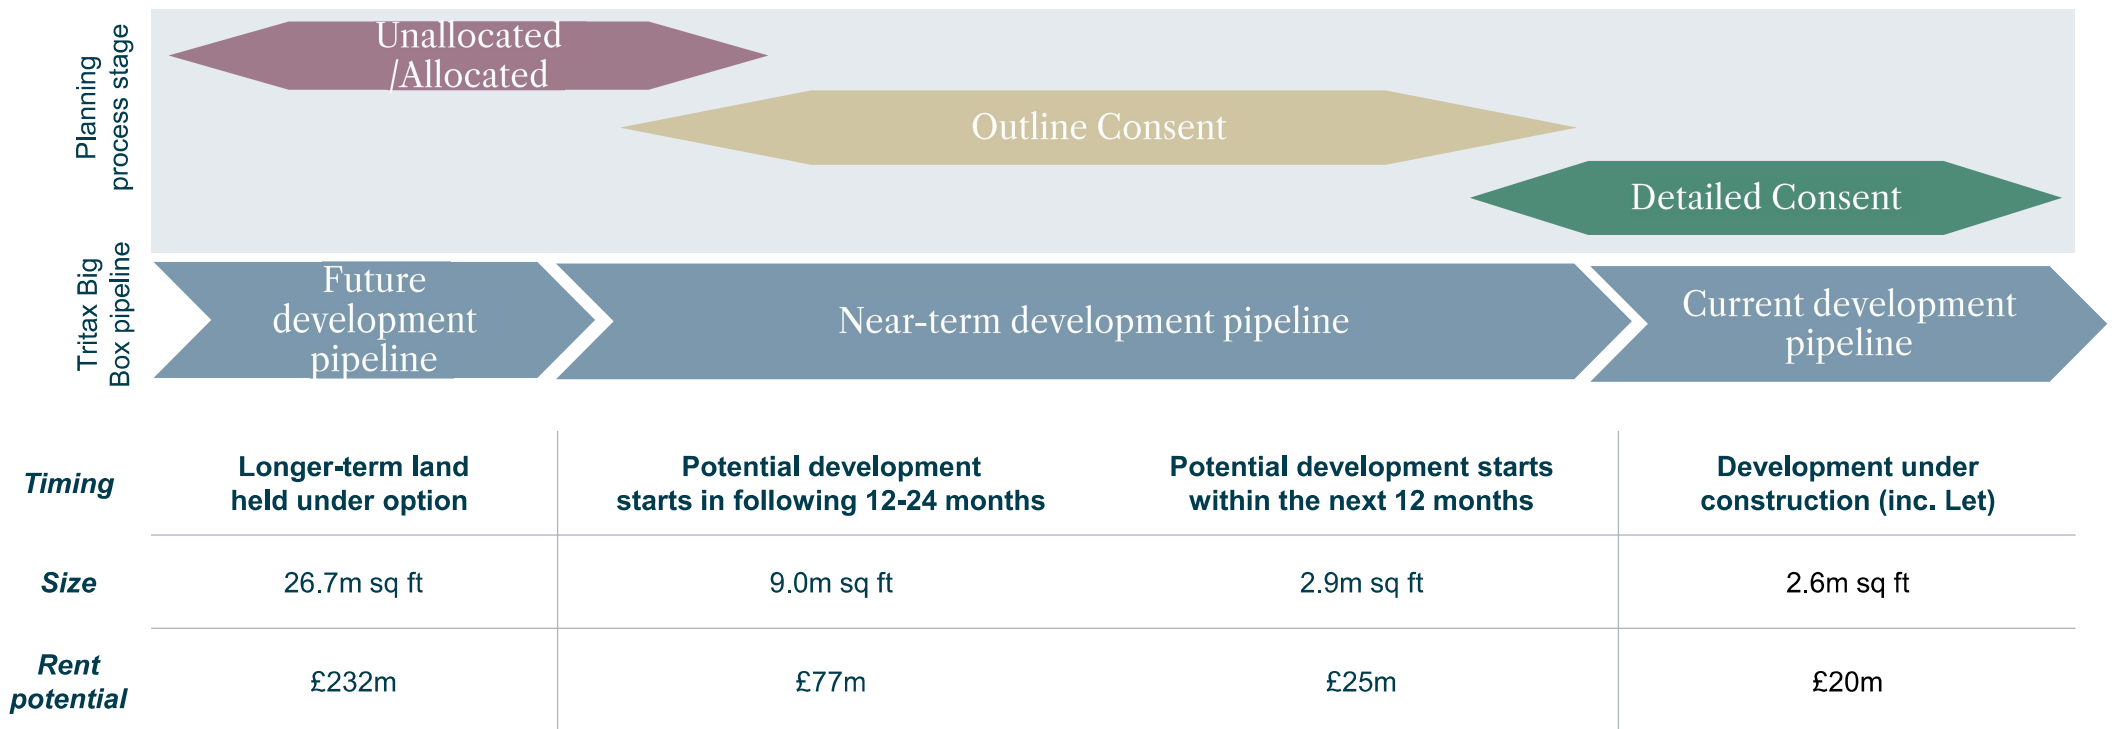 Planning
process stage
Unallocated
/Allocated
Outline Consent
Detailed Consent
Tritax Big
Box pipeline
Future
development
pipeline
Near-term development pipeline
Current development
pipeline
Timing
Longer-term land
held under option
Potential development
starts in following 12-24 months
Potential development starts
within the next 12 months
Development under
construction (inc. Let)
Size
26.7m sq ft
9.0m sq ft
2.9m sq ft
2.6m sq ft
Rent
potential
£232m
£77m
£25m
£20m